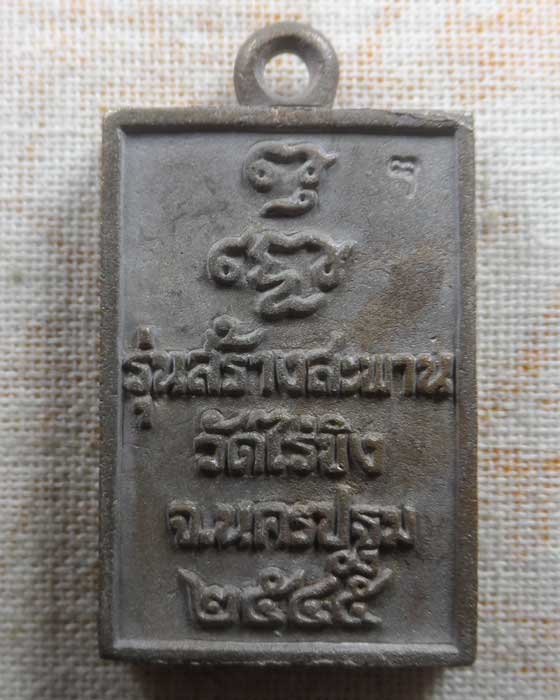 รุ่นสร้างสะพาน
วัดไร่ขิง
จ.นครปฐม
๒๕๔๕